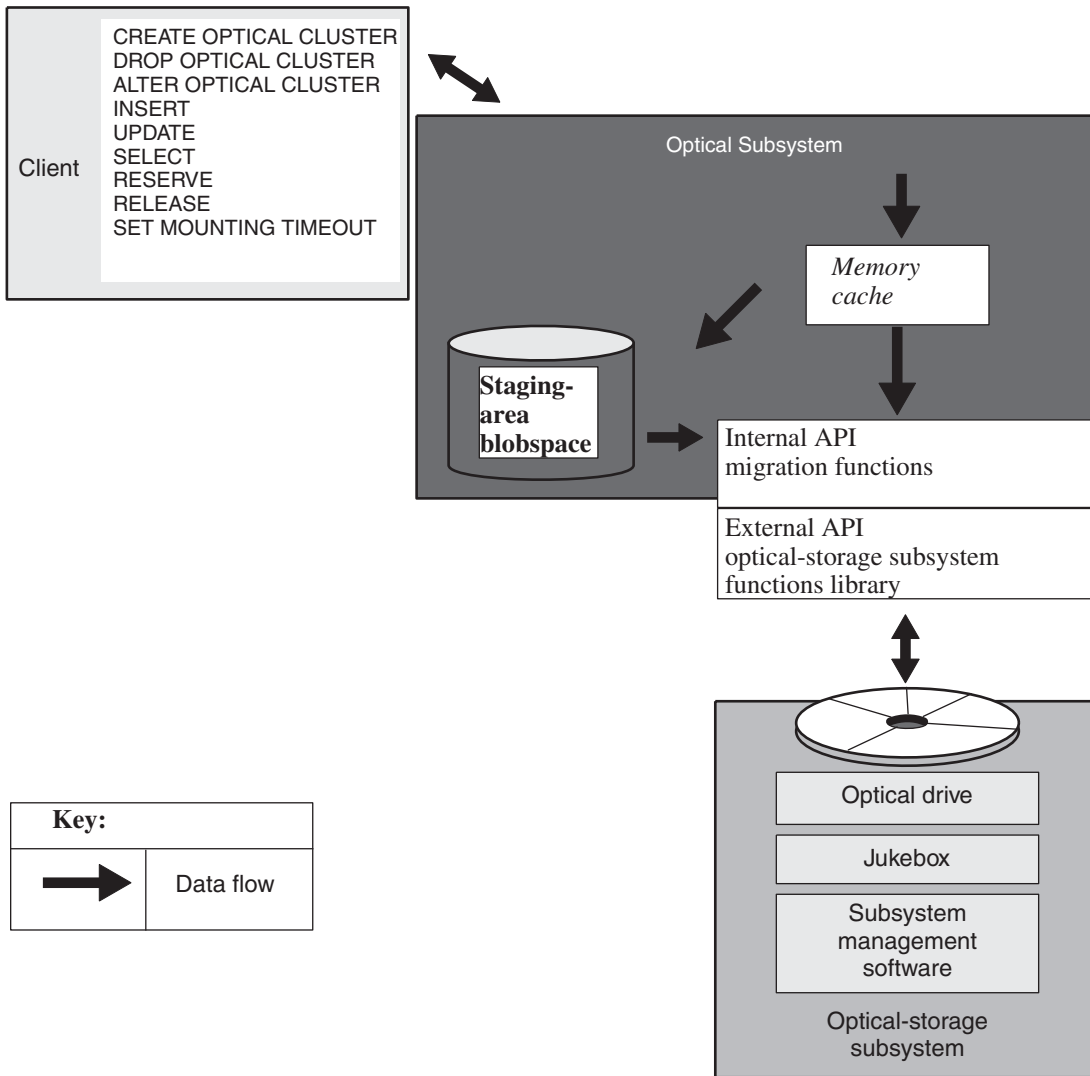 Client
CREATE OPTICAL CLUSTER
DROP OPTICAL CLUSTER
ALTER OPTICAL CLUSTER
INSERT
UPDATE
SELECT
RESERVE
RELEASE
SET MOUNTING TIMEOUT
Optical Subsystem
Memory
cache
Staging-
area
blobspace
Internal API
migration functions
External API
optical-storage subsystem
functions library
Optical drive
Jukebox
Subsystem
management
software
Optical-storage
subsystem
Key:
Data flow